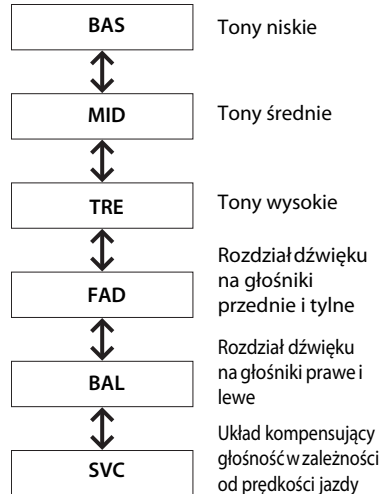 BAS
Tony niskie
MID
Tony średnie
TRE
Tony wysokie
FAD
Rozdział dźwięku
na głośniki
przednie i tylne
BAL
Rozdział dźwięku
na głośniki prawe i
lewe
SVC
Układ kompensujący
głośność w zależności
od prędkości jazdy